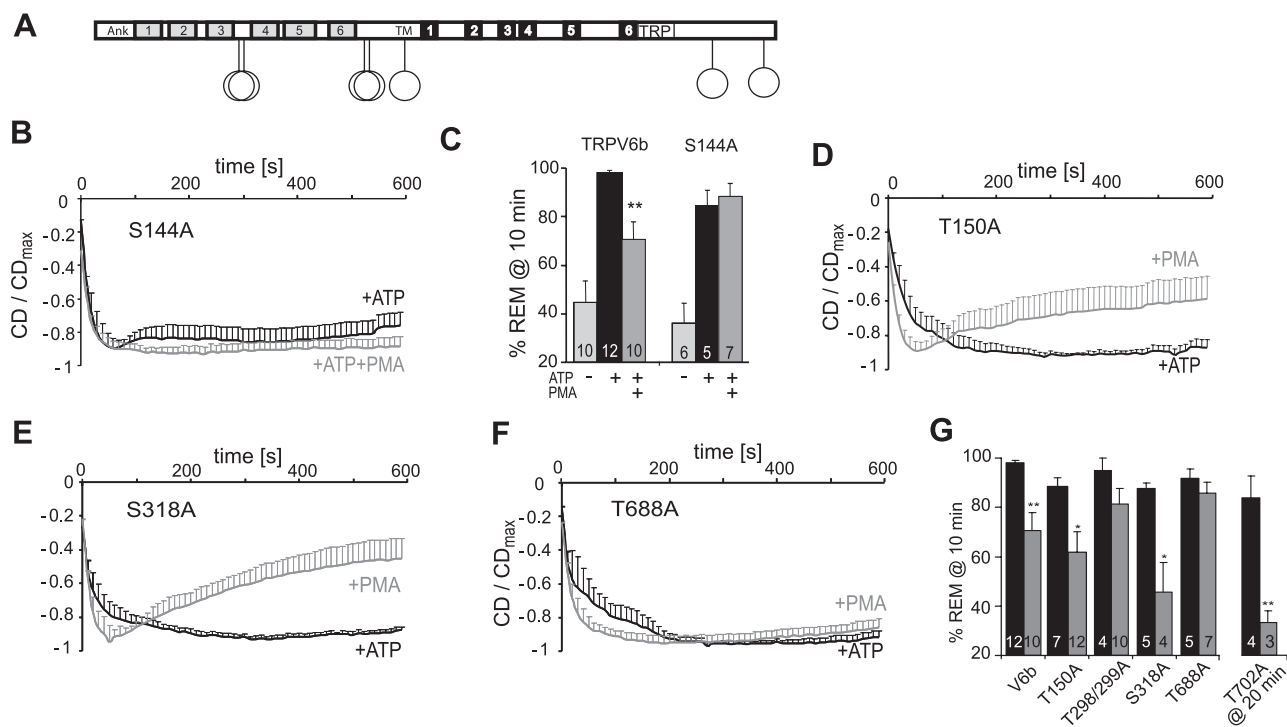 A
Ank 1 2 3 4 5 6 TM 1 2 3 4 5 6 TRP
B
time [s]
0 200 400 600
0
-0.2
-0.4
-0.6
-0.8
-1
CD / CDmax
S144A
+ATP
+ATP+PMA
C
TRPV6b S144A
100
80
60
40
20
% REM @ 10 min
**
10 12 10 6 5 7
ATP - + + - + +
PMA + +
D
time [s]
0 200 400 600
0
-0.2
-0.4
-0.6
-0.8
-1
CD / CDmax
T150A
+PMA
+ATP
E
time [s]
0 200 400 600
0
-0.2
-0.4
-0.6
-0.8
-1
CD / CDmax
S318A
+PMA
+ATP
F
time [s]
0 200 400 600
0
-0.2
-0.4
-0.6
-0.8
-1
CD / CDmax
T688A
+PMA
+ATP
G
100
80
60
40
20
% REM @ 10 min
** * * **
12 10 7 12 4 10 5 4 5 7 4 3
V6b T150A T298/299A S318A T688A T702A
@ 20 min